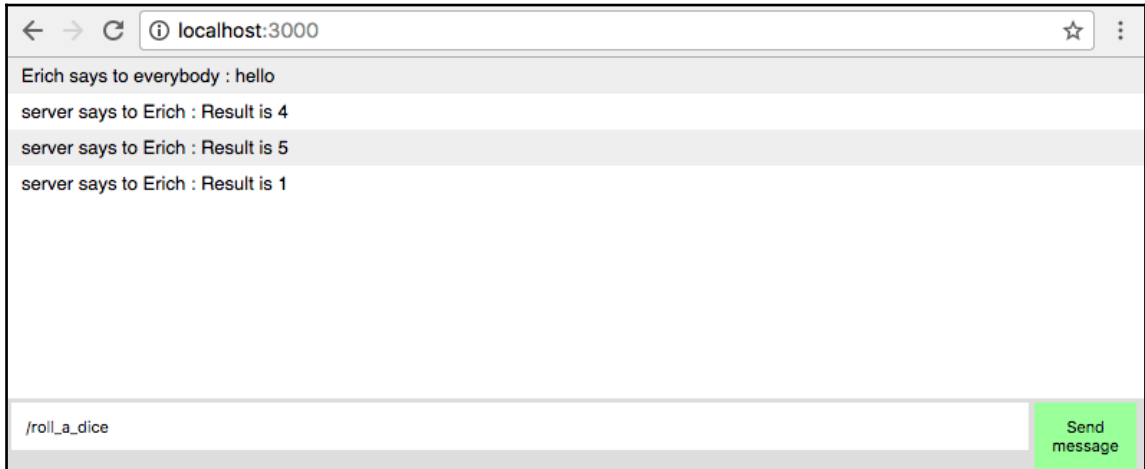 localhost:3000
Erich says to everybody : hello
server says to Erich : Result is 4
server says to Erich : Result is 5
server says to Erich : Result is 1
/roll_a_dice
Send
message